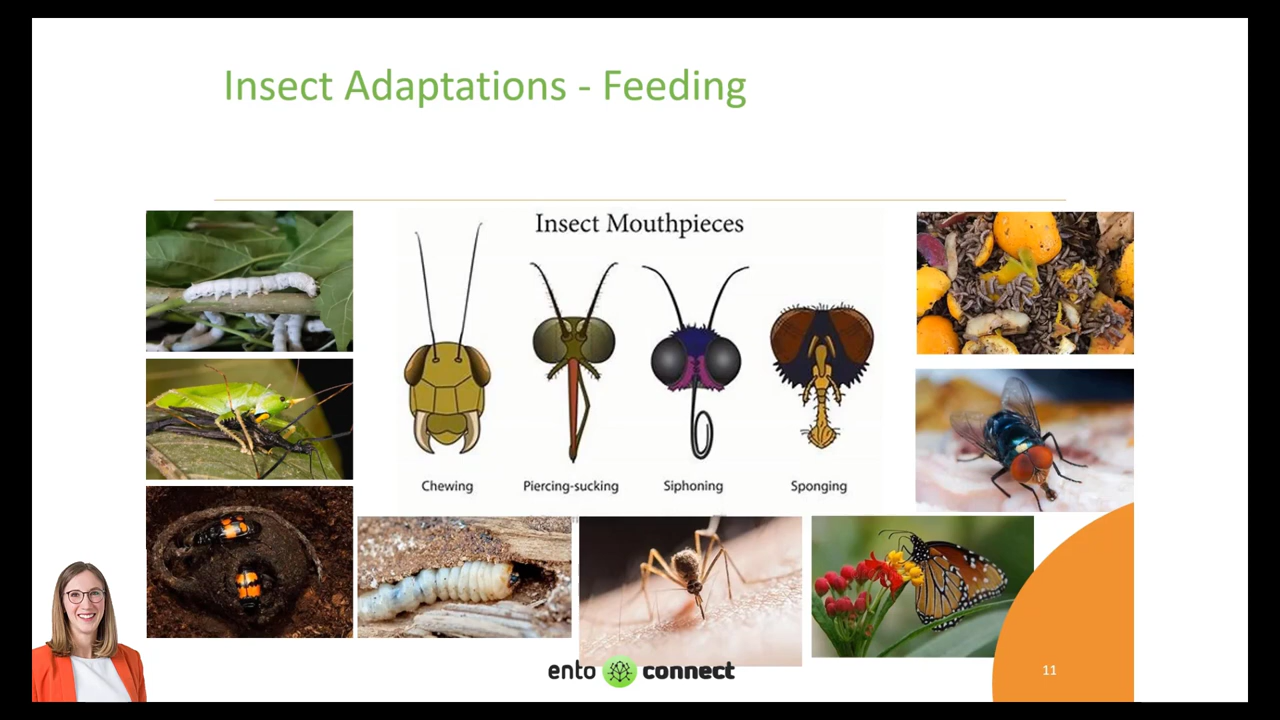 Insect Adaptations - Feeding
Insect Mouthpieces
Chewing
Piercing-sucking
Siphoning
Sponging
ento connect
11